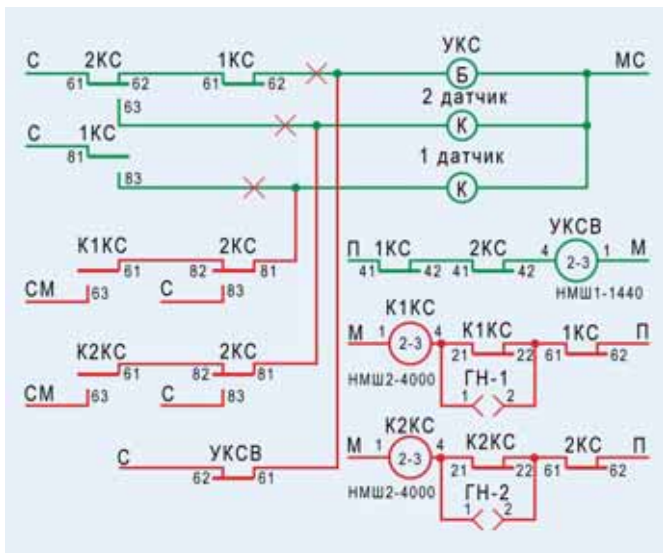 УКС
С 2КС 1КС МС
61 62 61 62 Б
63 2 датчик
С 1КС К
81 1 датчик
83 К
К1КС 2КС
61 82 81
СМ 63 С 83
К2КС 2КС
61 82 81
СМ 63 С 83
С УКСВ
62 61
УКСВ
П 1КС 2КС 4 2-3 1 М
41 42 41 42
НМШ1-1440
К1КС
М 1 2-3 4 К1КС 1КС П
21 22 61 62
НМШ2-4000 ГН-1
1 2
К2КС
М 1 2-3 4 К2КС 2КС П
21 22 61 62
НМШ2-4000 ГН-2
1 2